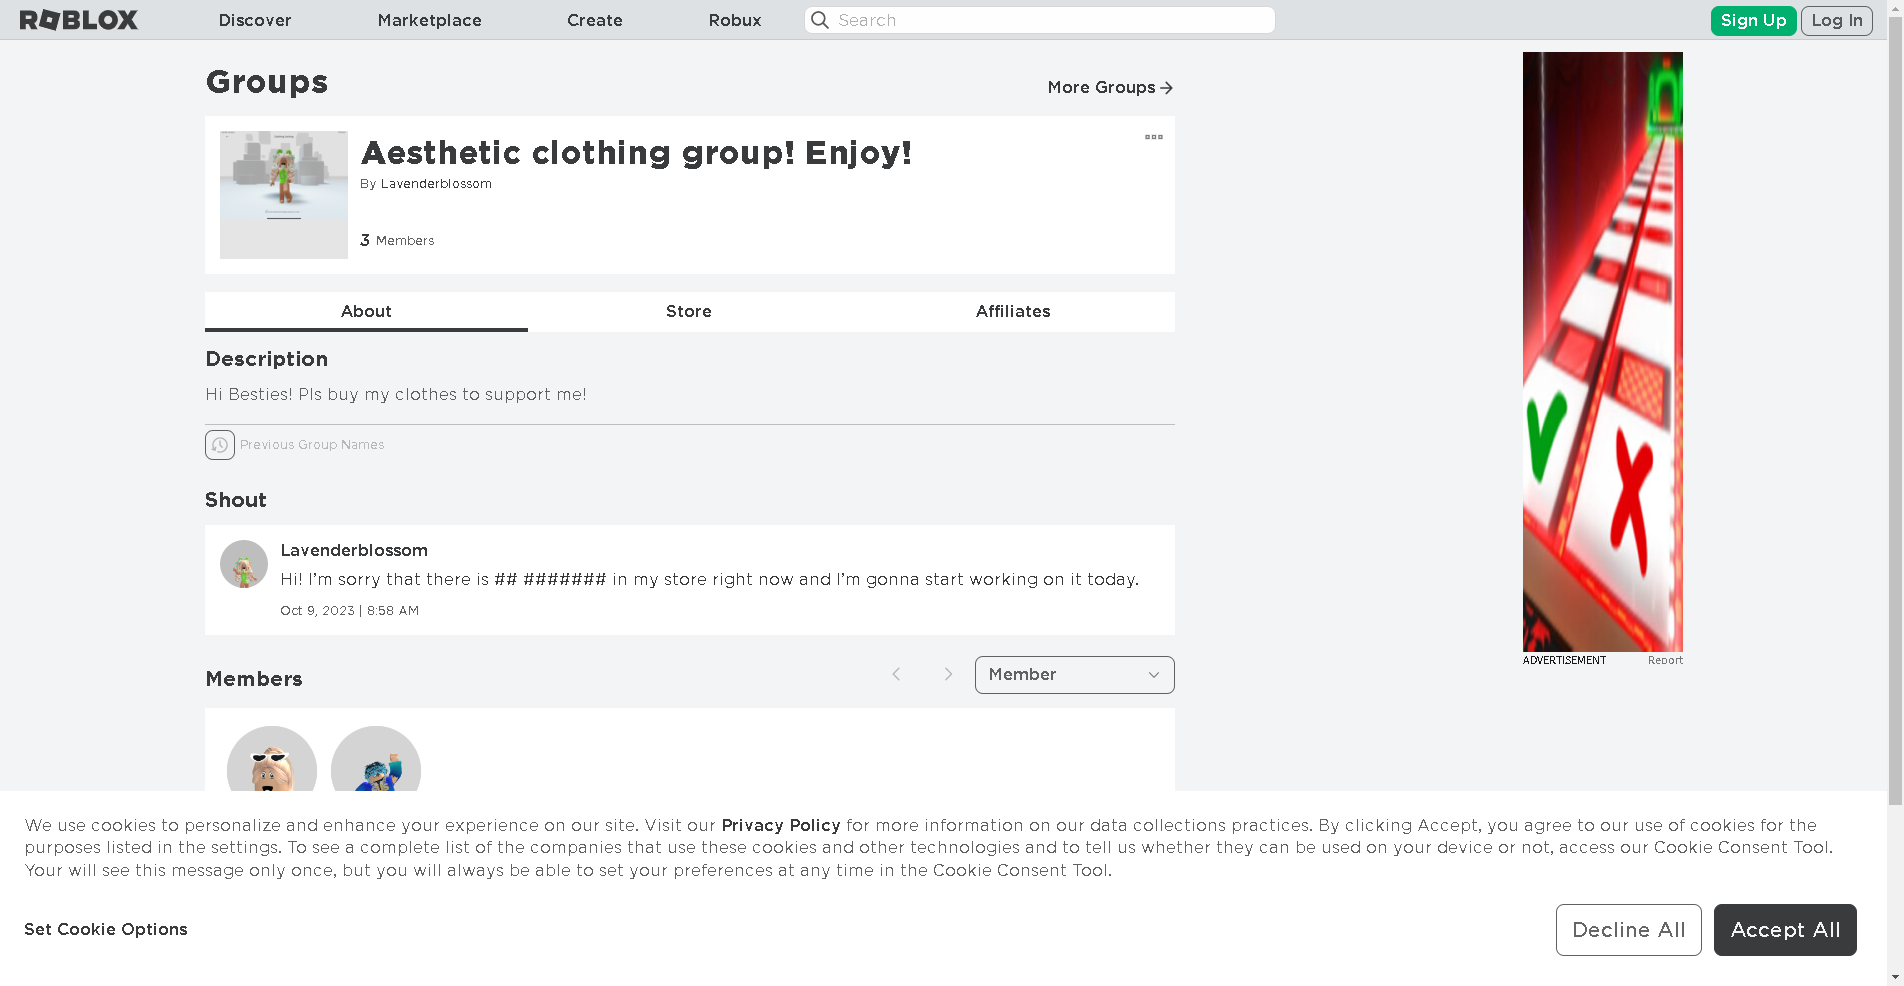 ROBLOX Discover Marketplace Create Robux Search Sign Up Log In
Groups
More Groups
Aesthetic clothing group! Enjoy!
By Lavenderblossom
3 Members
About Store Affiliates
Description
Hi Besties! Pls buy my clothes to support me!
Previous Group Names
Shout
Lavenderblossom
Hi! I'm sorry that there is ## ####### in my store right now and I'm gonna start working on it today.
Oct 9, 2023 | 8:58 AM
ADVERTISEMENT Report
Members
Member
We use cookies to personalize and enhance your experience on our site. Visit our Privacy Policy for more information on our data collections practices. By clicking Accept, you agree to our use of cookies for the
purposes listed in the settings. To see a complete list of the companies that use these cookies and other technologies and to tell us whether they can be used on your device or not, access our Cookie Consent Tool.
Your will see this message only once, but you will always be able to set your preferences at any time in the Cookie Consent Tool.
Set Cookie Options
Decline All
Accept All